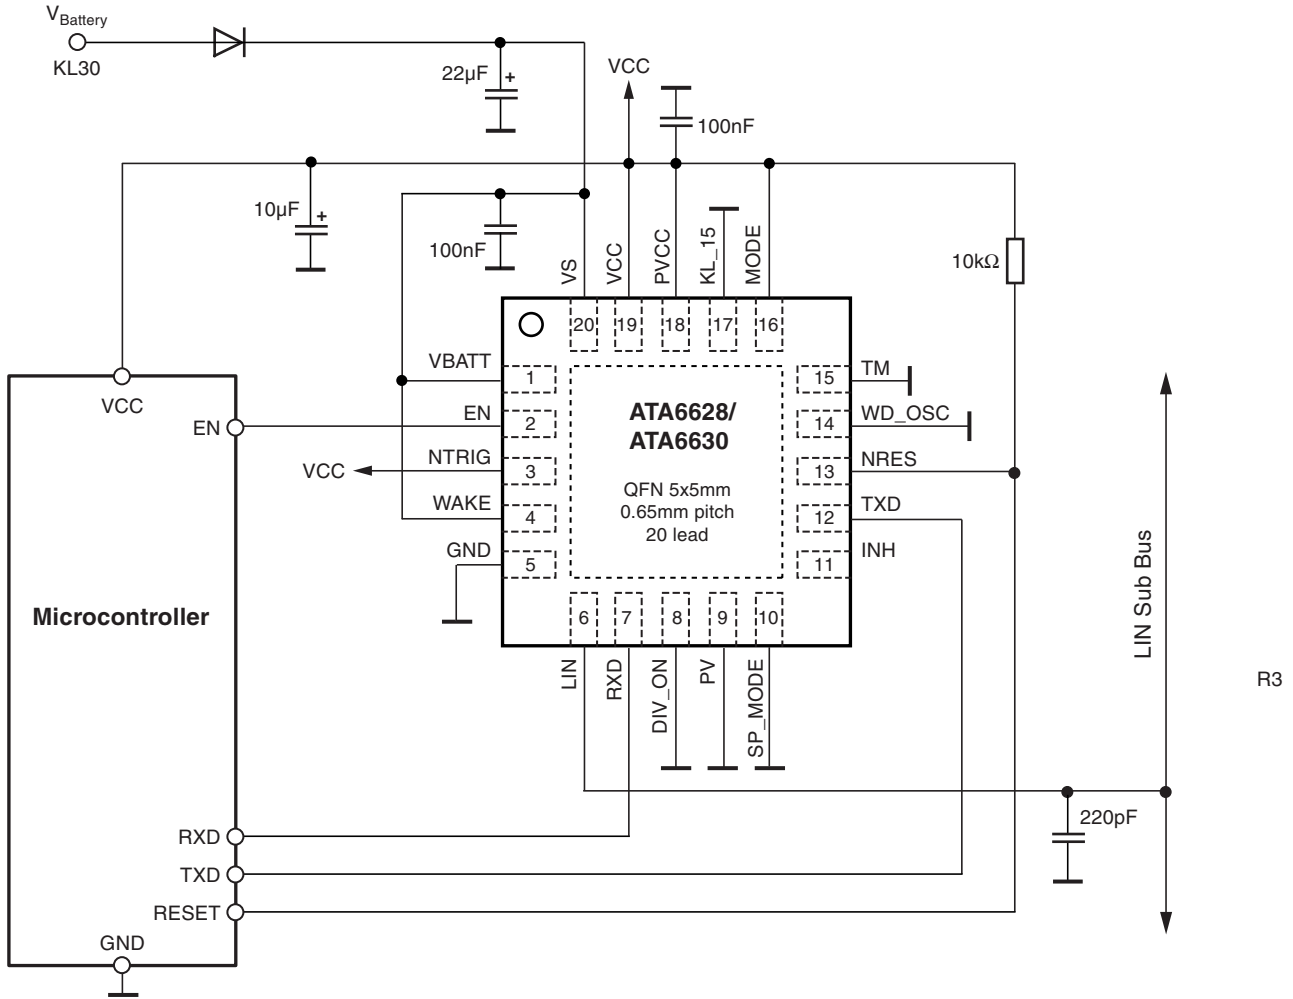 VBattery
KL30
22µF +
VCC
100nF
10µF +
100nF
VS
VCC
PVCC
KL_15
MODE
10kΩ
20 19 18 17 16
VBATT 1
EN 2
NTRIG 3
VCC
WAKE 4
GND 5
ATA6628/
ATA6630
QFN 5x5mm
0.65mm pitch
20 lead
15 TM
14 WD_OSC
13 NRES
12 TXD
11 INH
6 7 8 9 10
LIN
RXD
DIV_ON
PV
SP_MODE
VCC
EN
Microcontroller
RXD
TXD
RESET
GND
LIN Sub Bus
220pF
R3